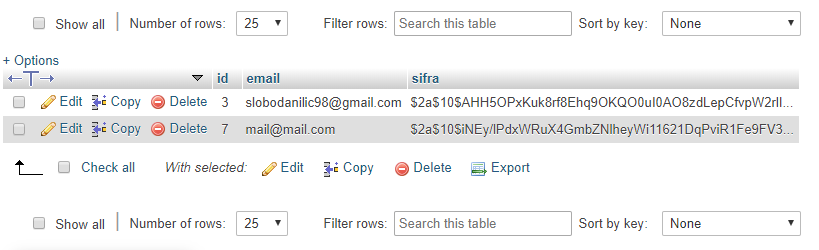 Show all Number of rows: 25 Filter rows: Search this table Sort by key: None
+ Options
id email sifra
Edit Copy Delete 3 slobodanilic98@gmail.com $2a$10$AHH5OPxKuk8rf8Ehq9OKQO0uI0AO8zdLepCfvpW2rlI...
Edit Copy Delete 7 mail@mail.com $2a$10$iNEy/lPdxWRuX4GmbZNlheyWi11621DqPviR1Fe9FV3...
Check all With selected: Edit Copy Delete Export
Show all Number of rows: 25 Filter rows: Search this table Sort by key: None